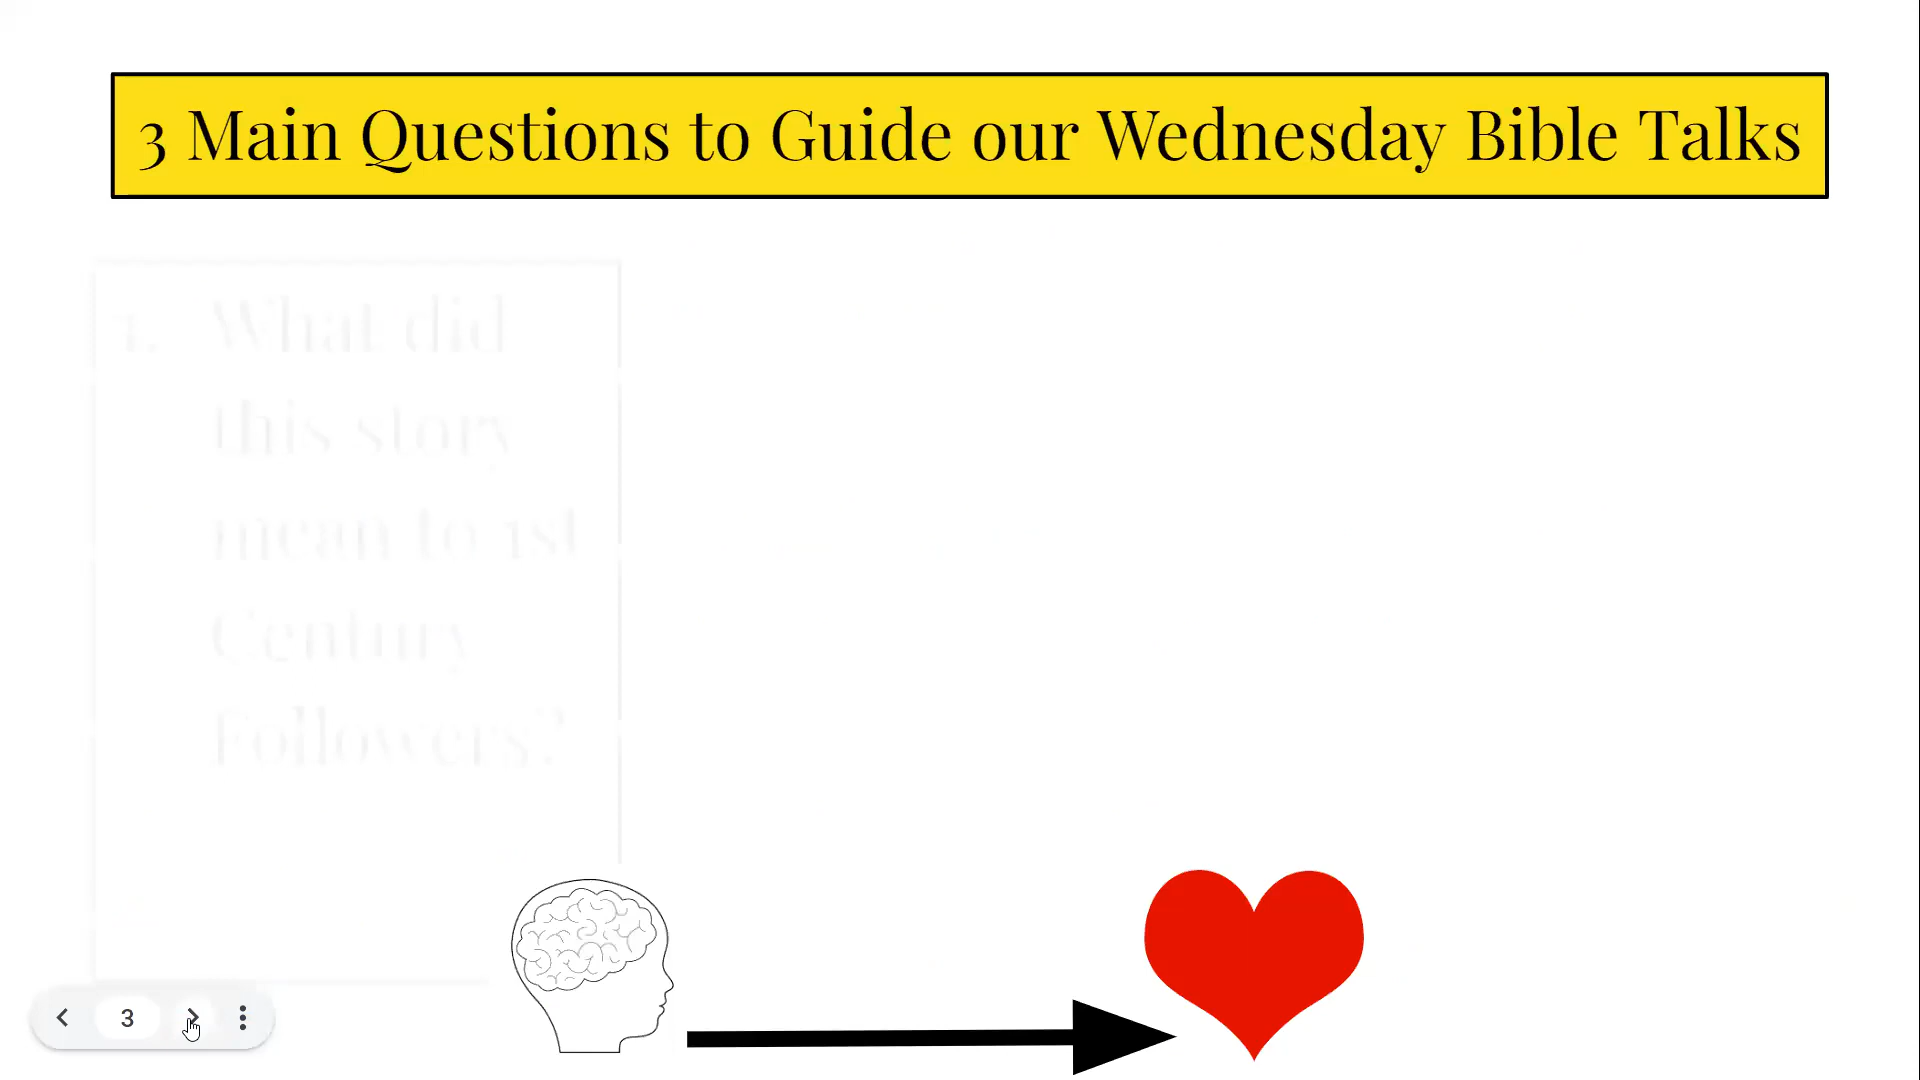 3 Main Questions to Guide our Wednesday Bible Talks
1. What did
this story
mean to 1st
Century
Followers?
3